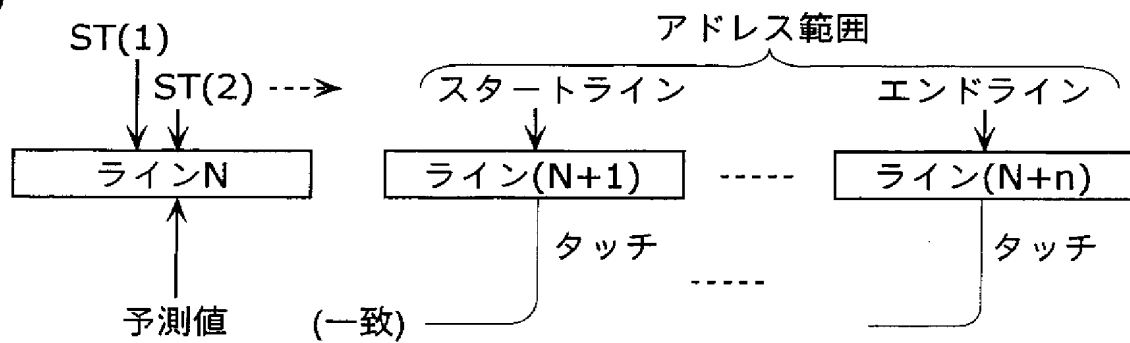 アドレス範囲
ST(1)
ST(2) ----> スタートライン エンドライン
ラインN ライン(N+1) ----- ライン(N+n)
タッチ タッチ
-----
予測値 (一致)